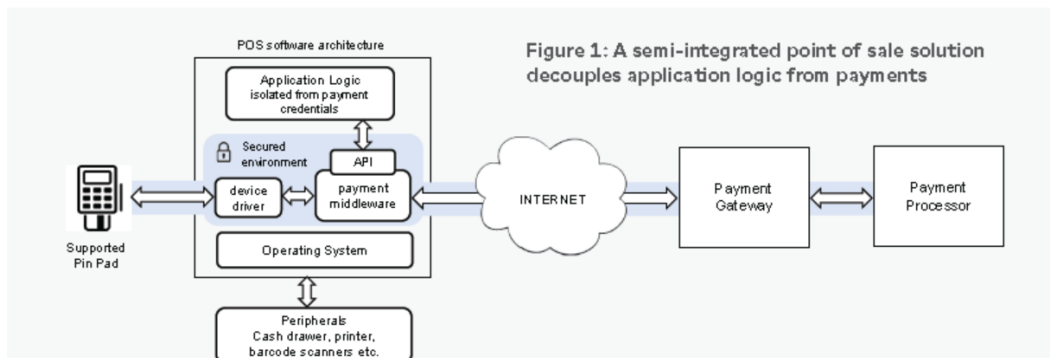 POS software architecture
Figure 1: A semi-integrated point of sale solution
decouples application logic from payments
Application Logic
isolated from payment
credentials
Secured
environment
API
device
driver
payment
middleware
INTERNET
Payment
Gateway
Payment
Processor
Supported
Pin Pad
Operating System
Peripherals
Cash drawer, printer,
barcode scanners etc.